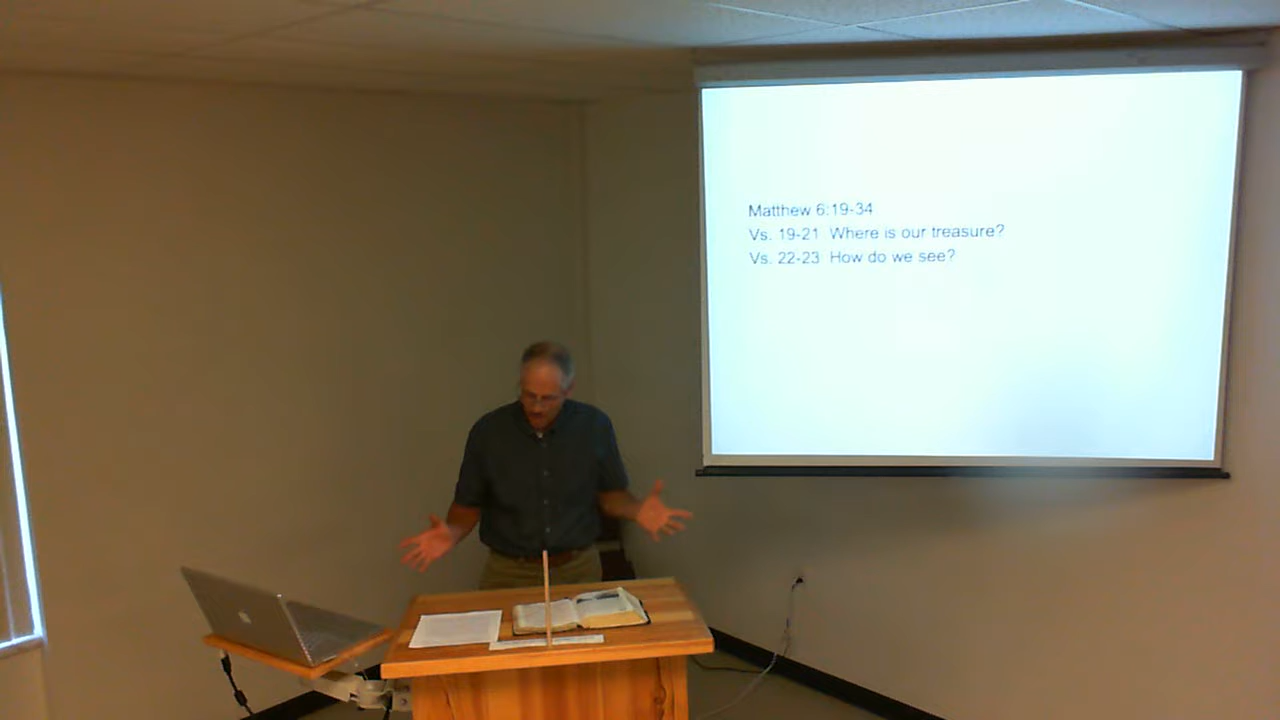 Matthew 6:19-34
Vs. 19-21 Where is our treasure?
Vs. 22-23 How do we see?